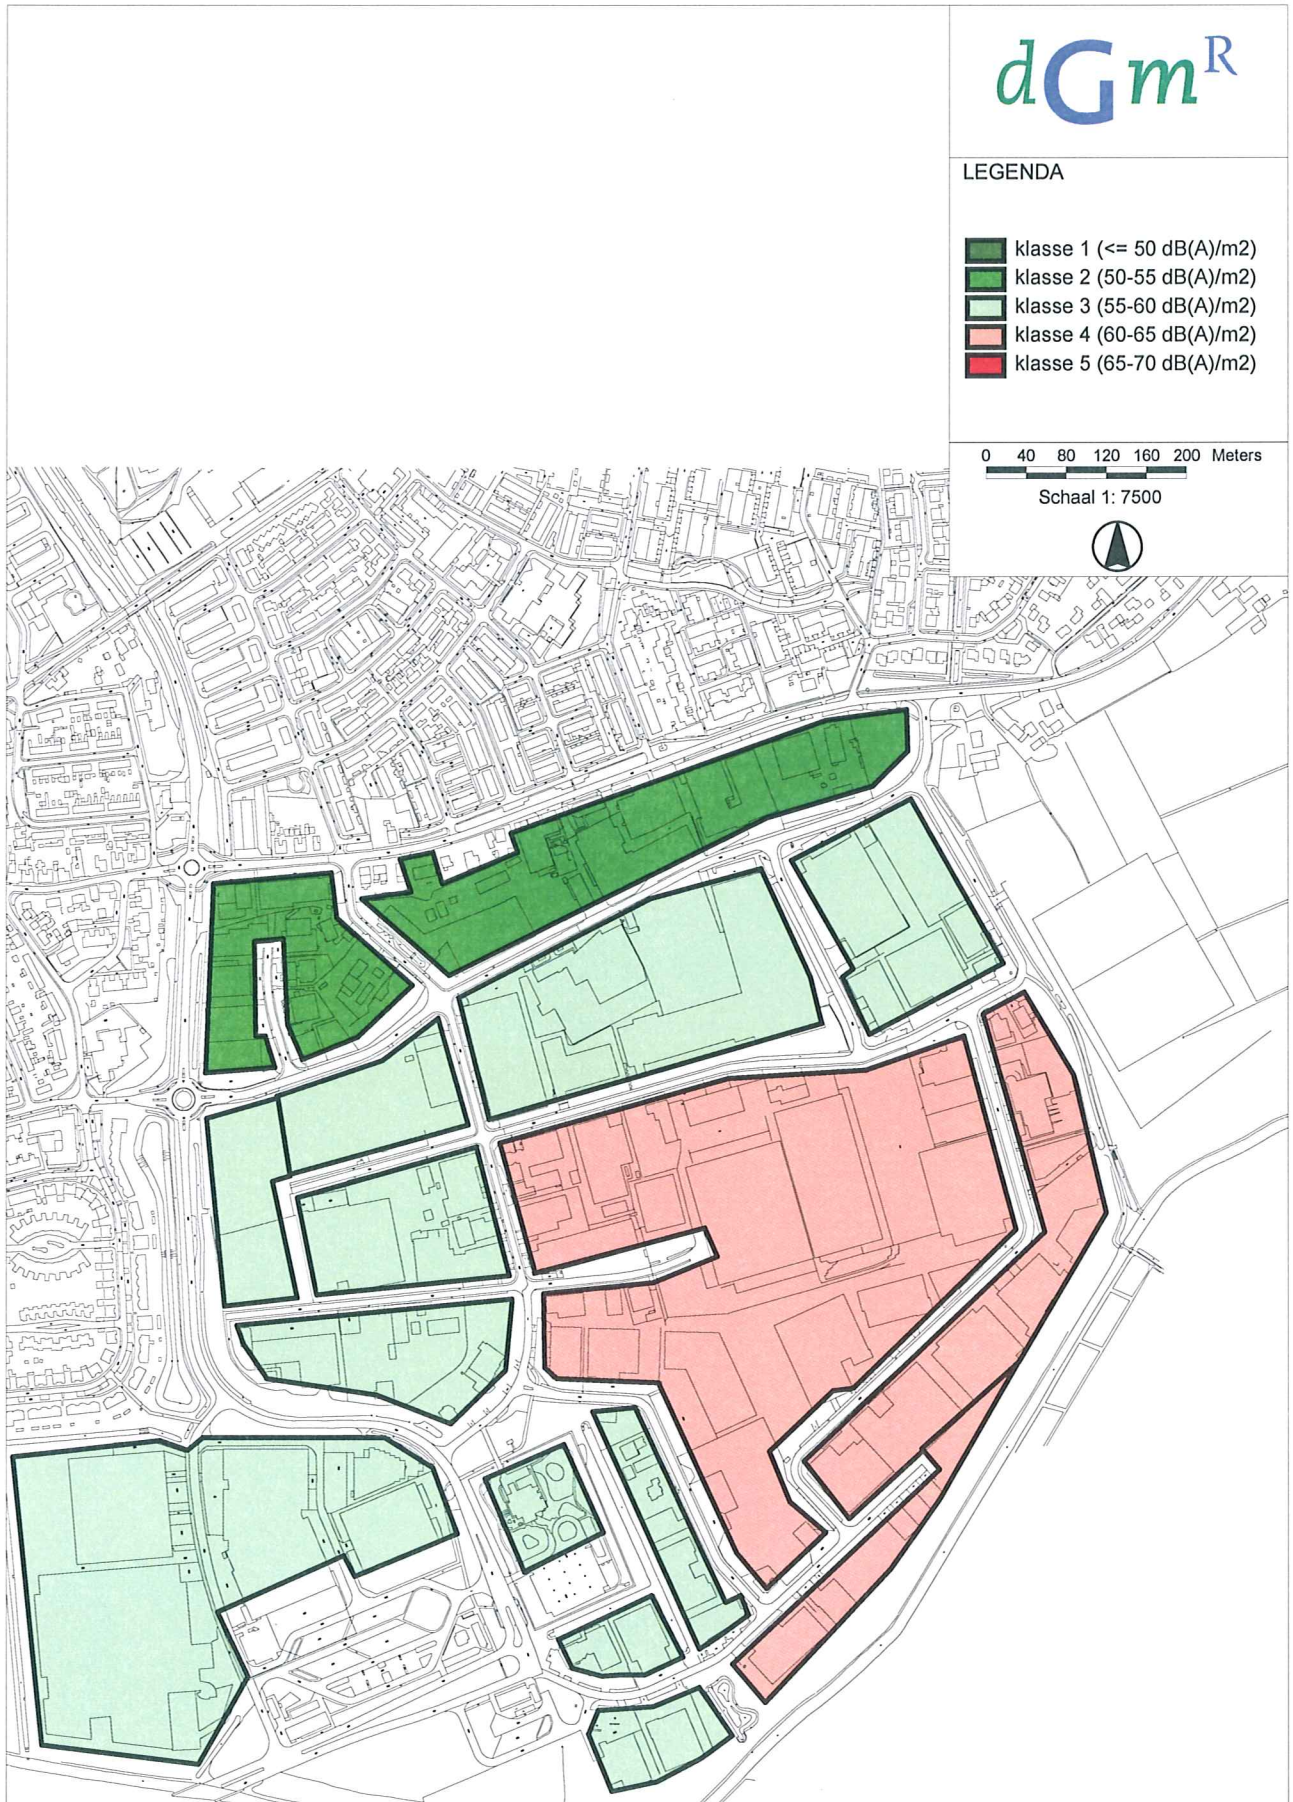 dGmR
LEGENDA
klasse 1 (<= 50 dB(A)/m2)
klasse 2 (50-55 dB(A)/m2)
klasse 3 (55-60 dB(A)/m2)
klasse 4 (60-65 dB(A)/m2)
klasse 5 (65-70 dB(A)/m2)
0 40 80 120 160 200 Meters
Schaal 1: 7500